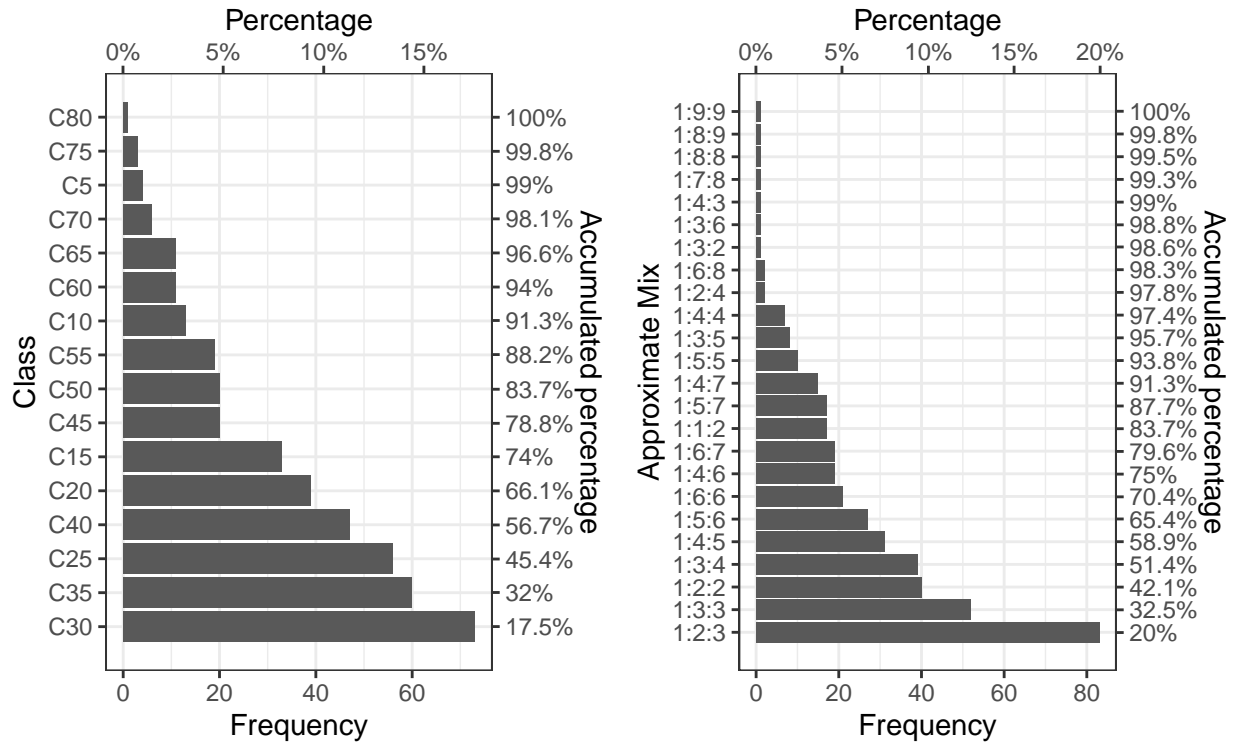 Percentage
0% 5% 10% 15%
C80 100%
C75 99.8%
C5 99%
C70 98.1%
C65 96.6%
C60 94%
C10 91.3%
C55 88.2%
C50 83.7%
C45 78.8%
C15 74%
C20 66.1%
C40 56.7%
C25 45.4%
C35 32%
C30 17.5%
Class
Accumulated percentage
0 20 40 60
Frequency
Percentage
0% 5% 10% 15% 20%
1:9:9 100%
1:8:9 99.8%
1:8:8 99.5%
1:7:8 99.3%
1:4:3 99%
1:3:6 98.8%
1:3:2 98.6%
1:6:8 98.3%
1:2:4 97.8%
1:4:4 97.4%
1:3:5 95.7%
1:5:5 93.8%
1:4:7 91.3%
1:5:7 87.7%
1:1:2 83.7%
1:6:7 79.6%
1:4:6 75%
1:6:6 70.4%
1:5:6 65.4%
1:4:5 58.9%
1:3:4 51.4%
1:2:2 42.1%
1:3:3 32.5%
1:2:3 20%
Approximate Mix
Accumulated percentage
0 20 40 60 80
Frequency